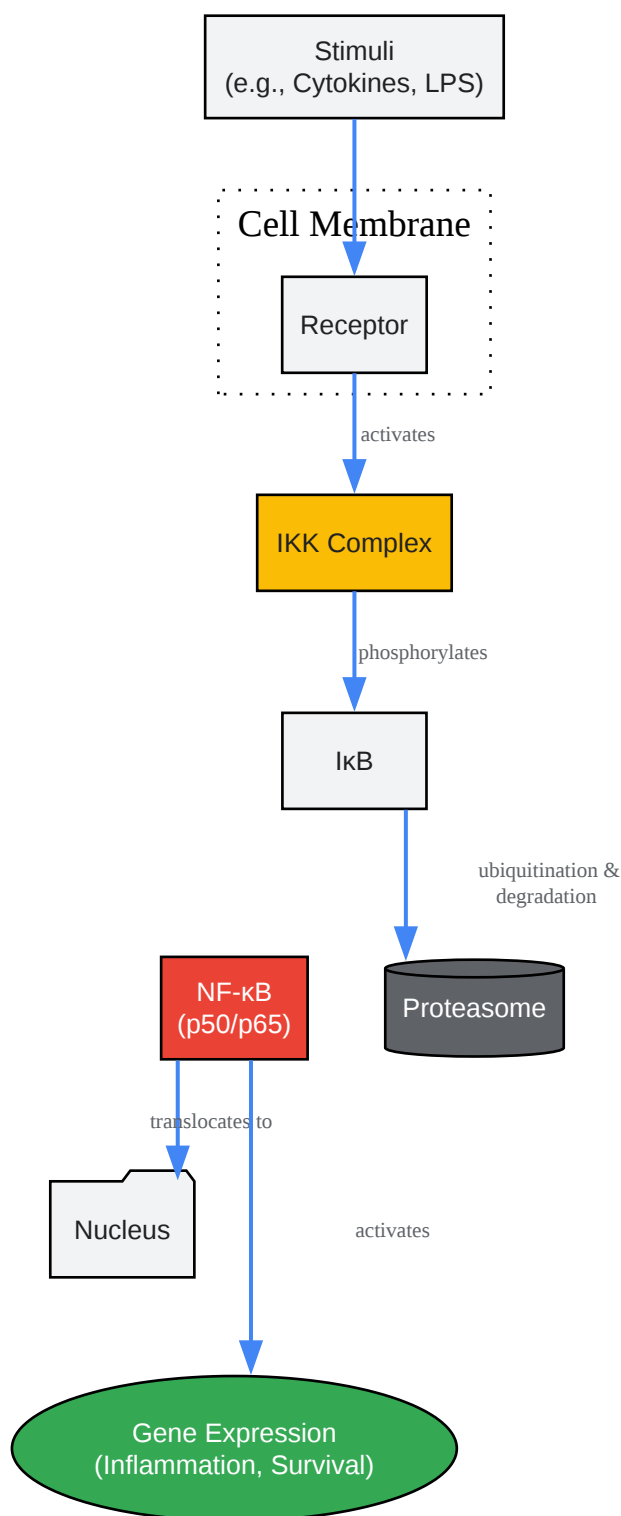 Stimuli
(e.g., Cytokines, LPS)
Cell Membrane
Receptor
activates
IKK Complex
phosphorylates
IκB
ubiquitination &
degradation
NF-κB
(p50/p65)
Proteasome
translocates to
Nucleus
activates
Gene Expression
(Inflammation, Survival)